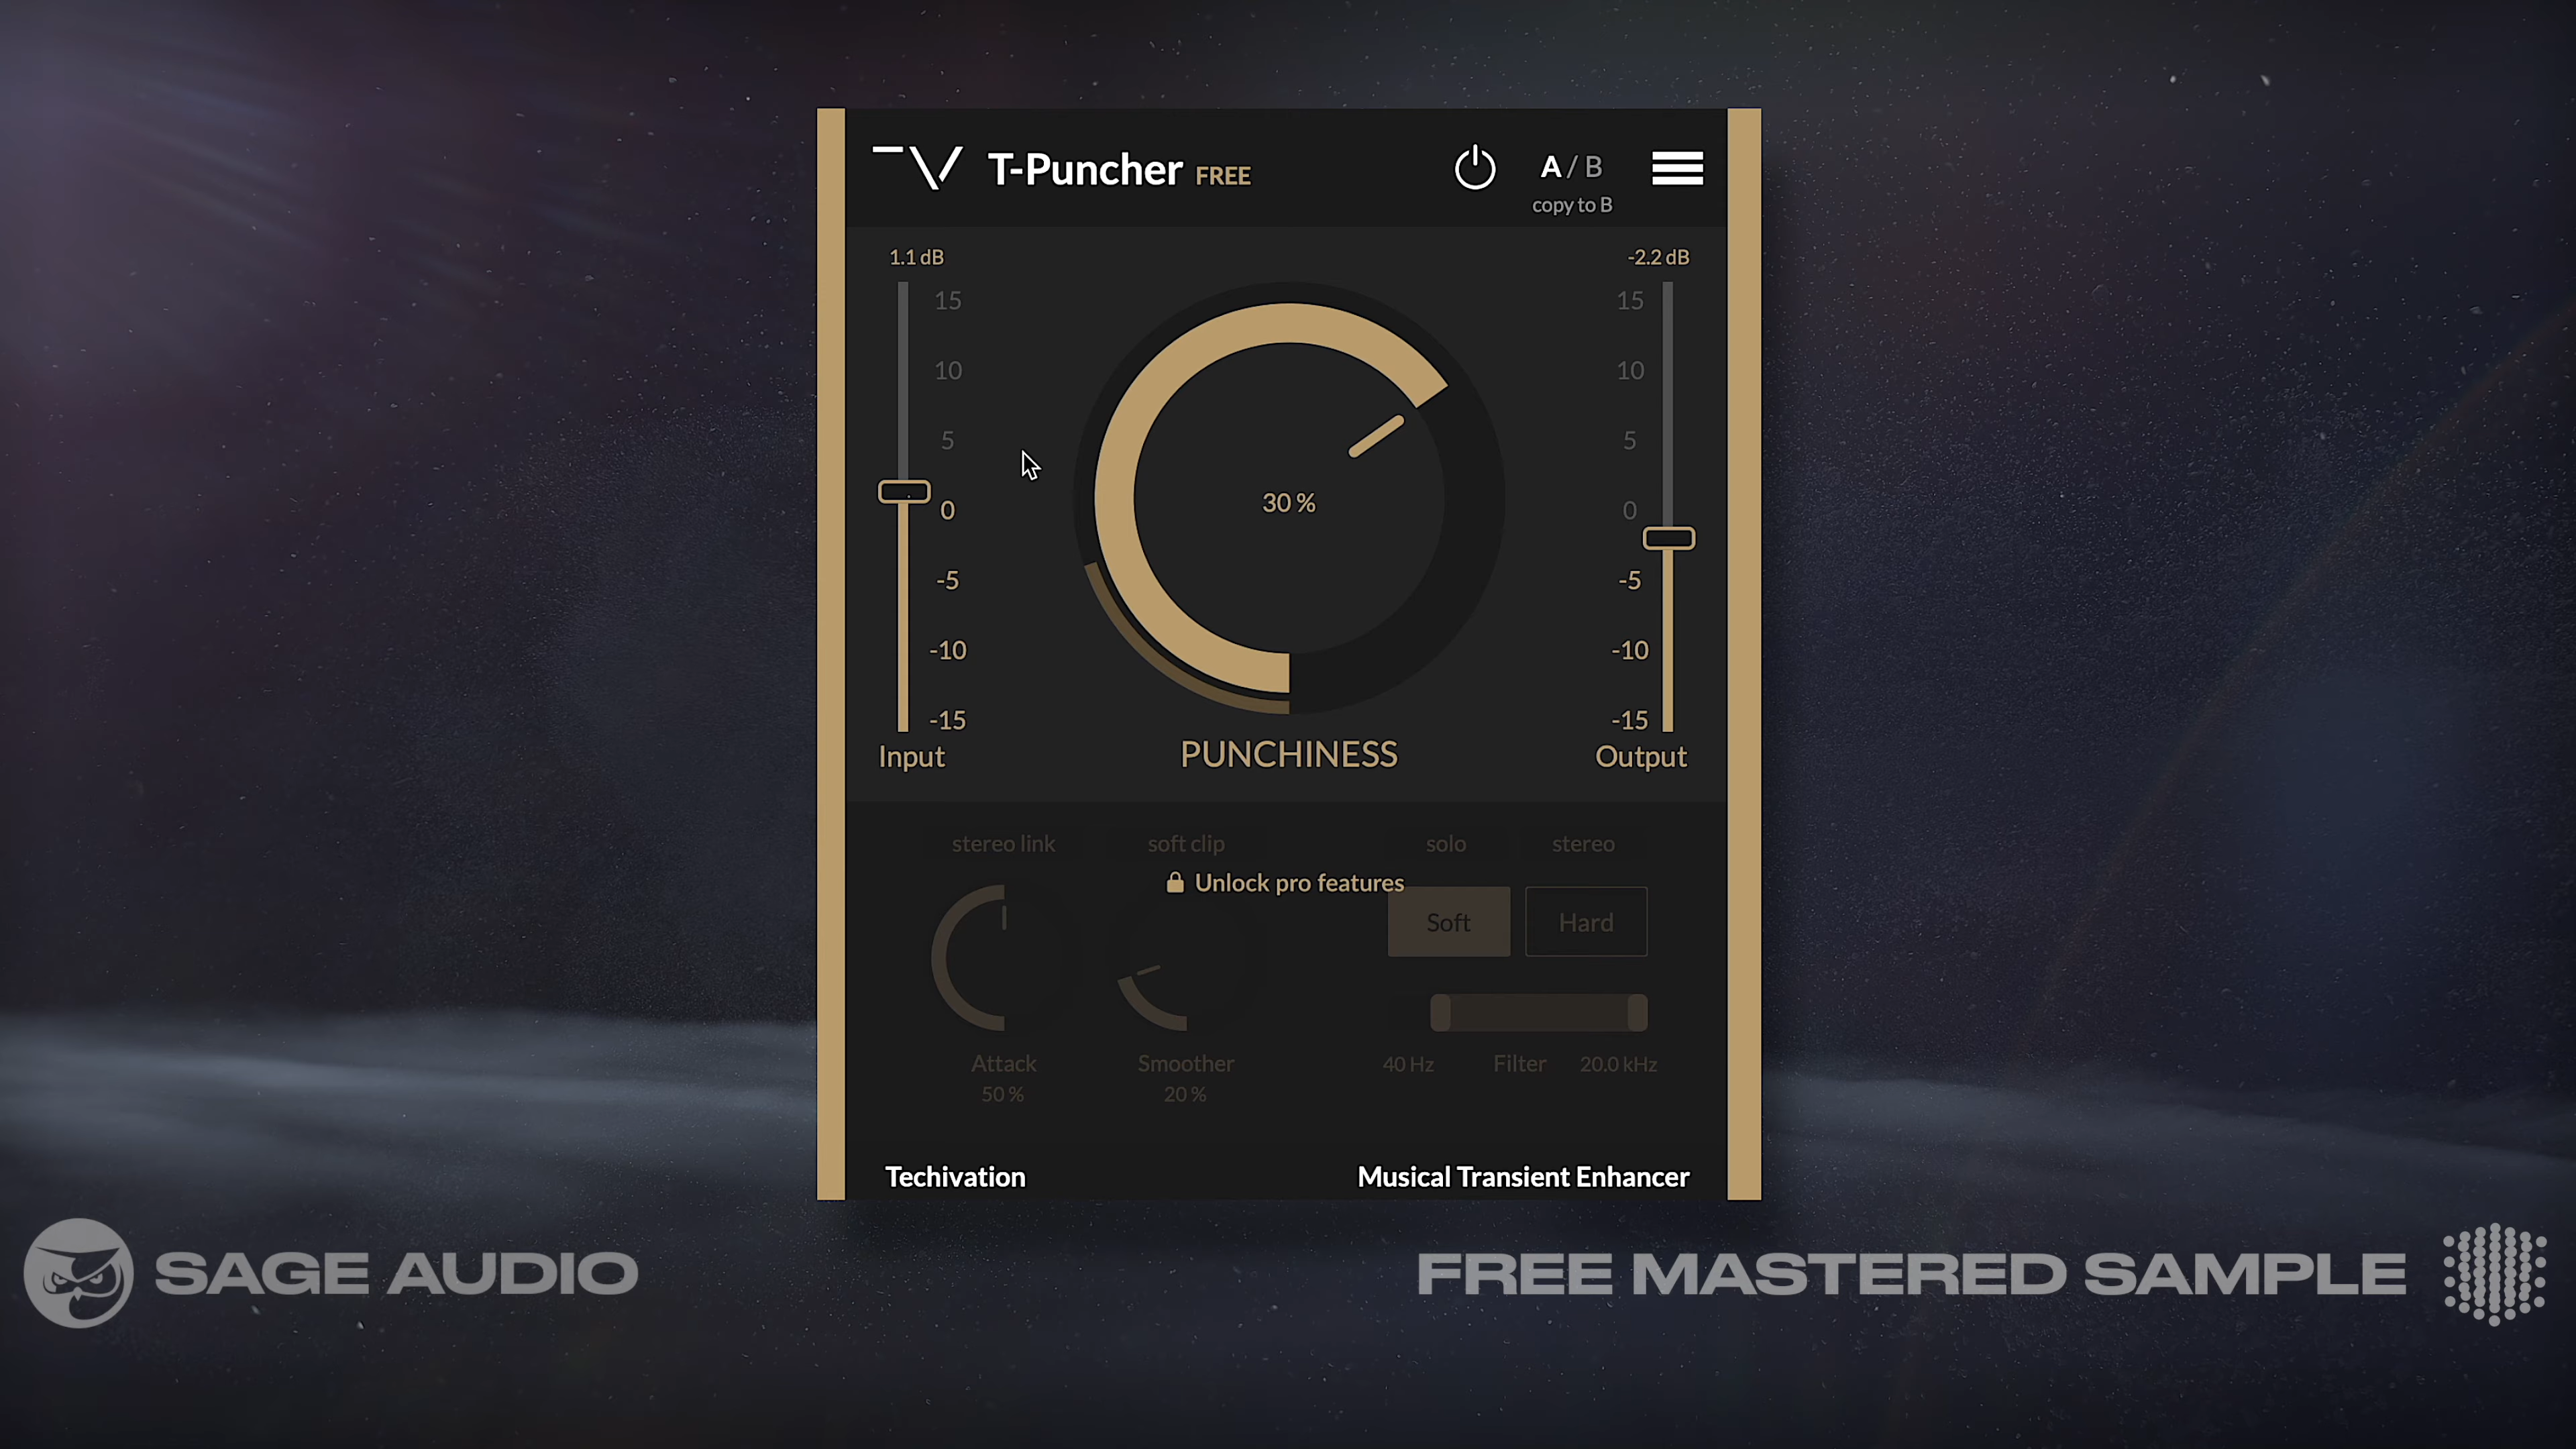 T-Puncher FREE
A / B
copy to B
1.1 dB
-2.2 dB
15
10
5
0
-5
-10
-15
Input
30 %
PUNCHINESS
15
10
5
0
-5
-10
-15
Output
stereo link
soft clip
solo
stereo
Unlock pro features
Soft
Hard
Attack
50 %
Smoother
20 %
40 Hz
Filter
20.0 kHz
Techivation
Musical Transient Enhancer
SAGE AUDIO
FREE MASTERED SAMPLE